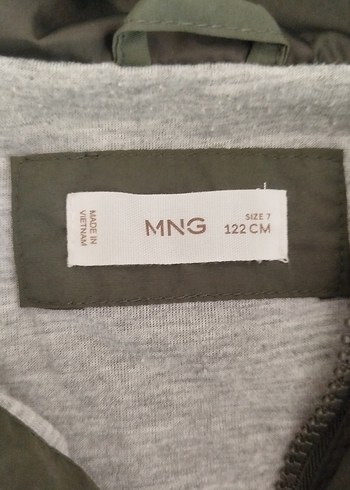 MADE IN
VIETNAM
MNG
SIZE 7
122 CM